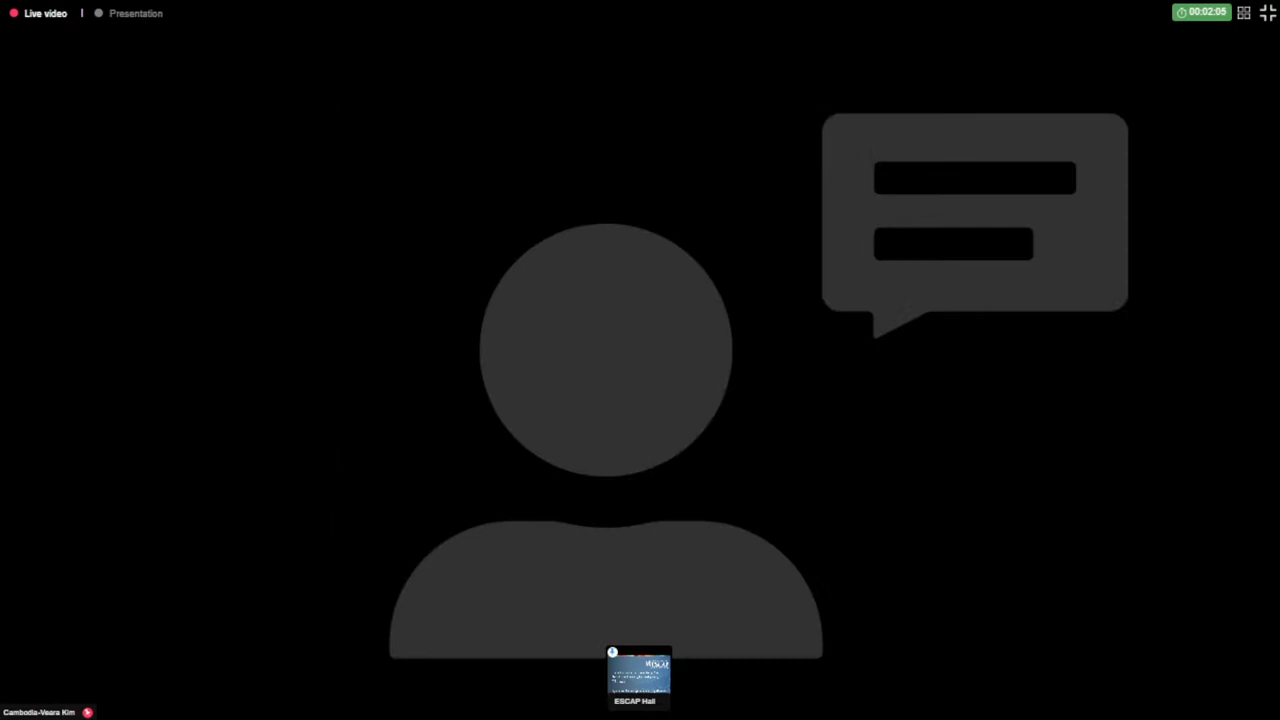 Live video
Presentation
00:02:05
ESCAP Hall
Cambodia-Veara Kim